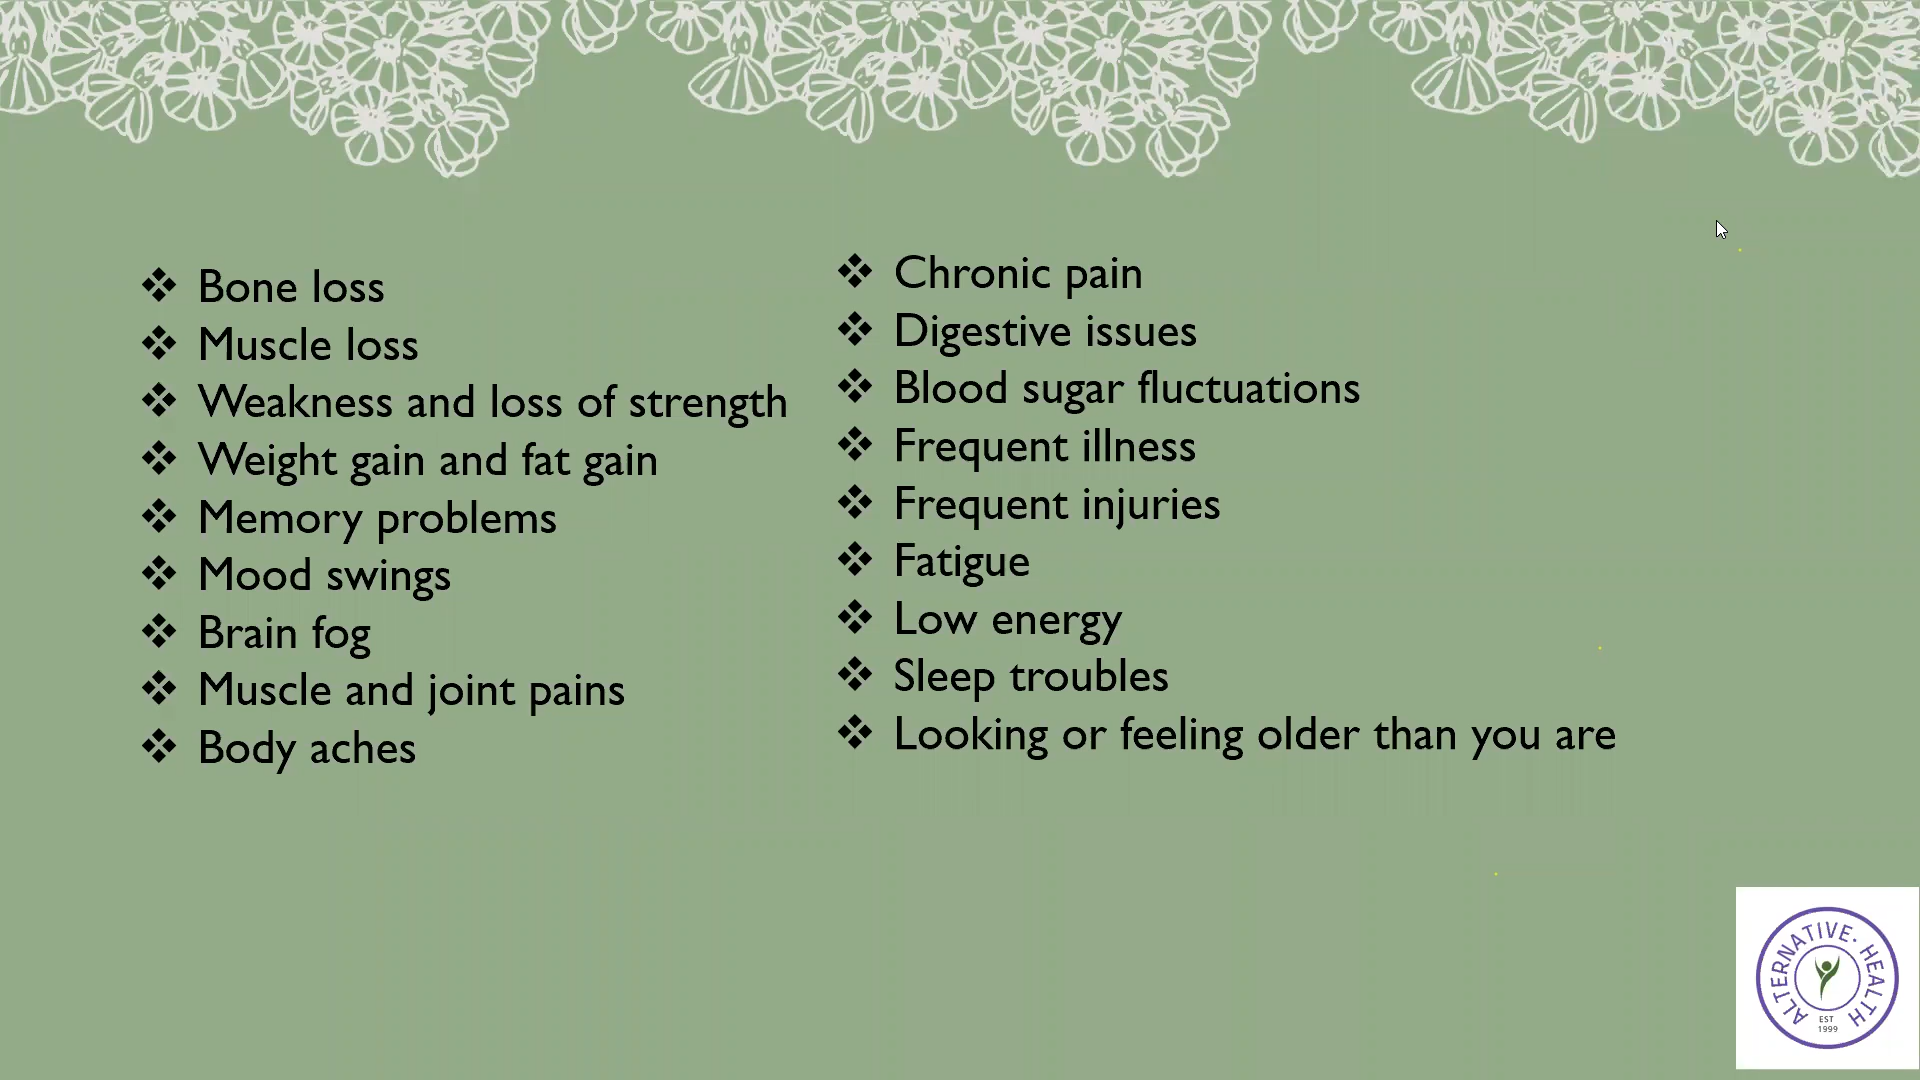 Bone loss
Muscle loss
Weakness and loss of strength
Weight gain and fat gain
Memory problems
Mood swings
Brain fog
Muscle and joint pains
Body aches
Chronic pain
Digestive issues
Blood sugar fluctuations
Frequent illness
Frequent injuries
Fatigue
Low energy
Sleep troubles
Looking or feeling older than you are
ALTERNATIVE· HEALTH
EST
1999